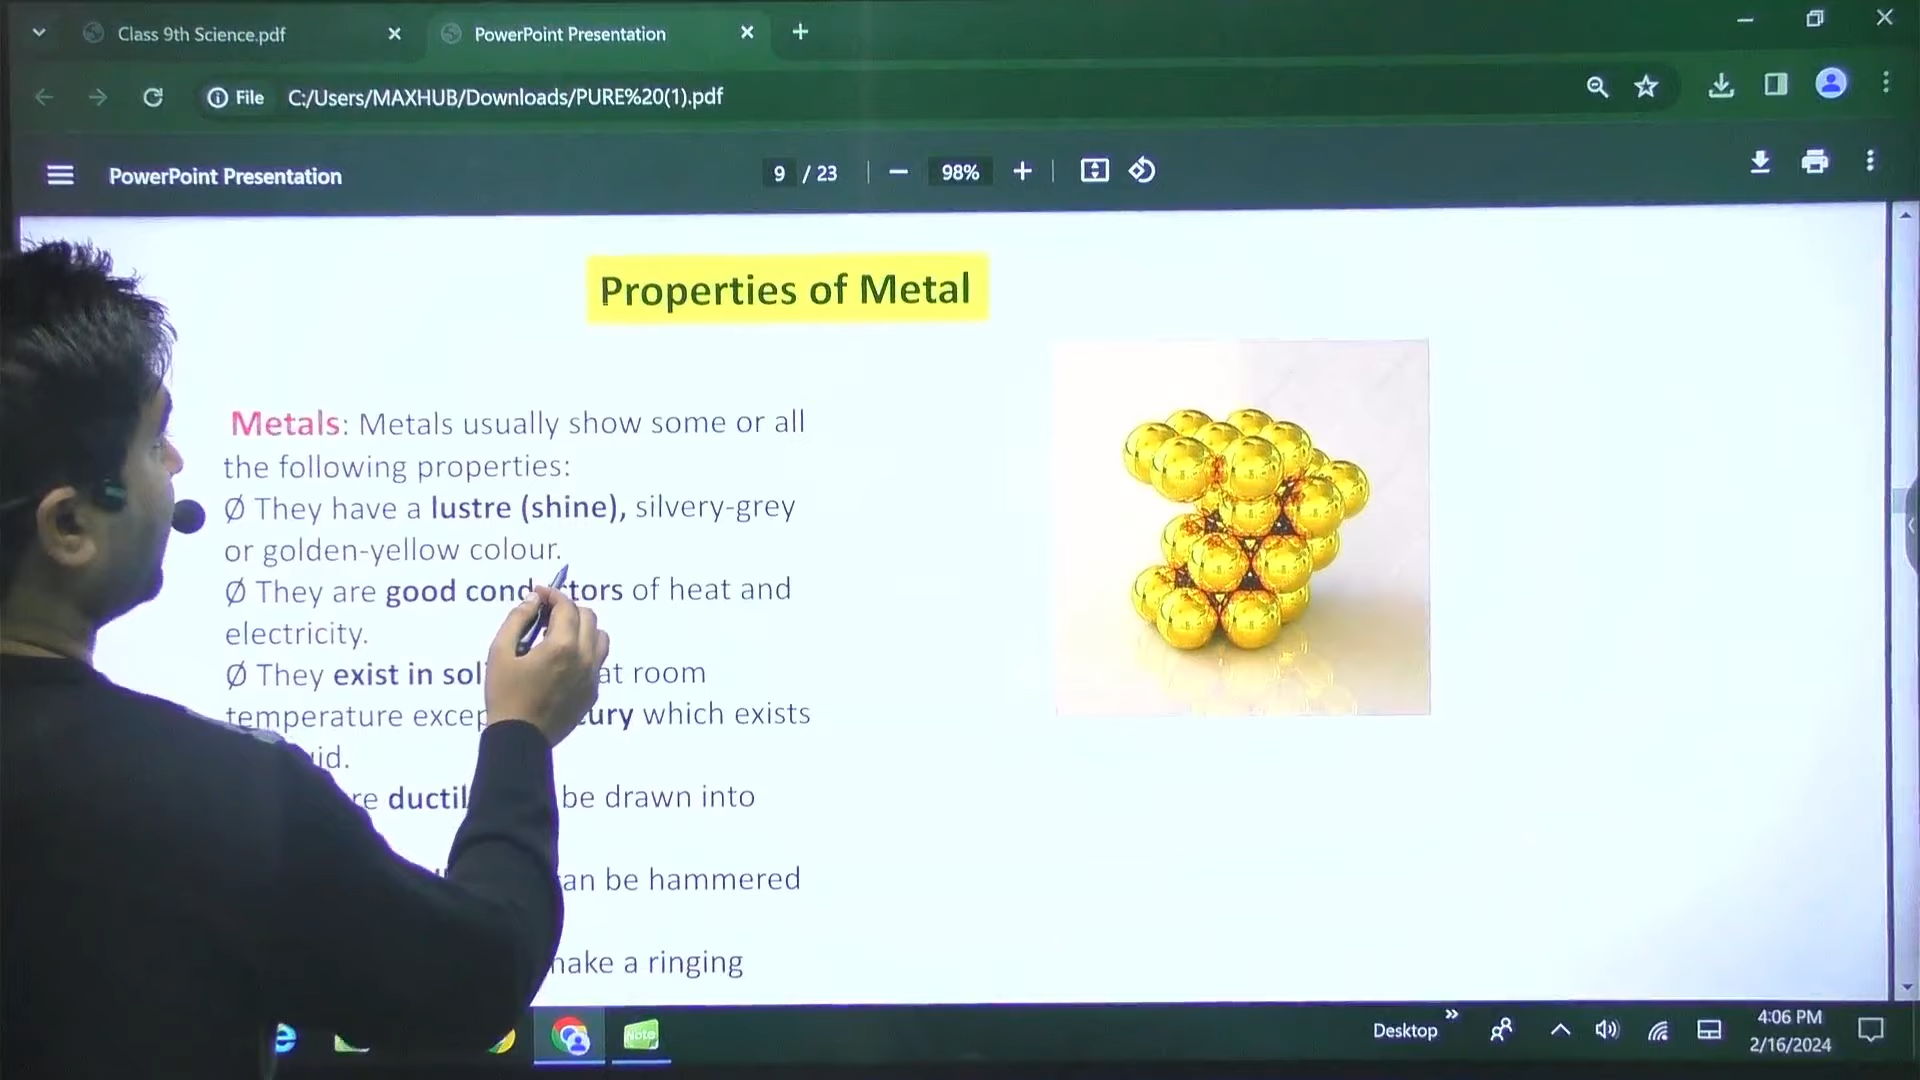 Class 9th Science.pdf
PowerPoint Presentation
File C:/Users/MAXHUB/Downloads/PURE%20(1).pdf
PowerPoint Presentation
9 / 23
98%
Properties of Metal
Metals: Metals usually show some or all
the following properties:
Ø They have a lustre (shine), silvery-grey
or golden-yellow colour.
Ø They are good conductors of heat and
electricity.
Ø They exist in soli at room
temperature excep ury which exists
id.
re ductil be drawn into
an be hammered
make a ringing
Note
Desktop
4:06 PM
2/16/2024